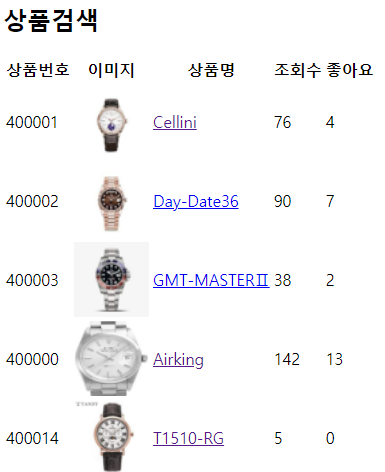 상품검색
상품번호 이미지 상품명 조회수 좋아요
400001 Cellini 76 4
400002 Day-Date36 90 7
400003 GMT-MASTERⅡ 38 2
400000 Airking 142 13
400014 T1510-RG 5 0